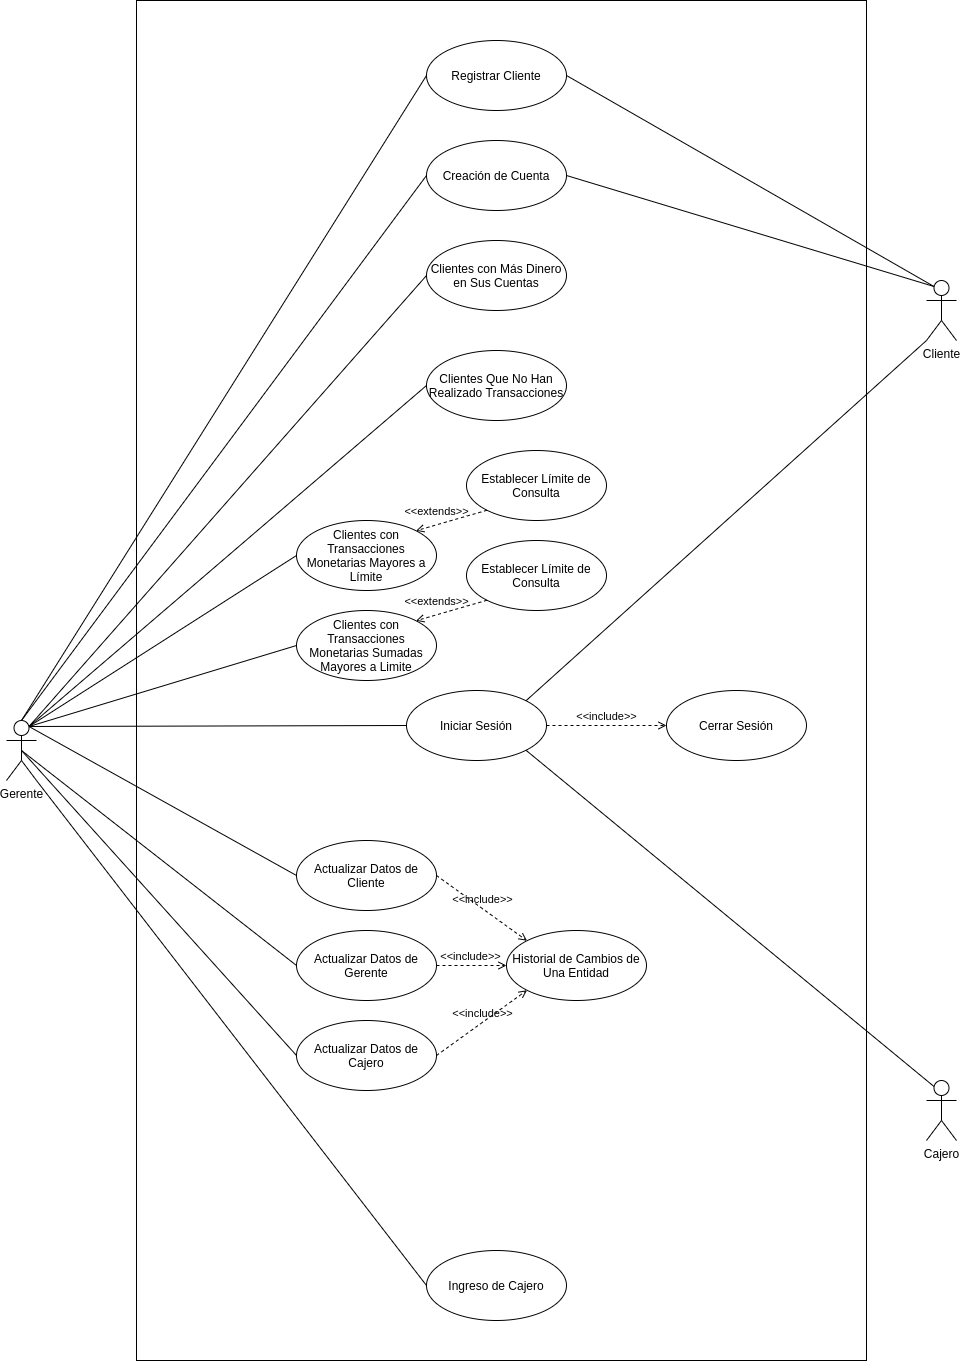 Registrar Cliente
Creación de Cuenta
Clientes con Más Dinero
en Sus Cuentas
Cliente
Clientes Que No Han
Realizado Transacciones
Establecer Límite de
Consulta
<<extends>>
Clientes con
Transacciones
Monetarias Mayores a
Límite
Establecer Límite de
Consulta
<<extends>>
Clientes con
Transacciones
Monetarias Sumadas
Mayores a Limite
Iniciar Sesión
<<include>>
Cerrar Sesión
Gerente
Actualizar Datos de
Cliente
<<include>>
Actualizar Datos de
Gerente
<<include>>
Historial de Cambios de
Una Entidad
<<include>>
Actualizar Datos de
Cajero
Cajero
Ingreso de Cajero